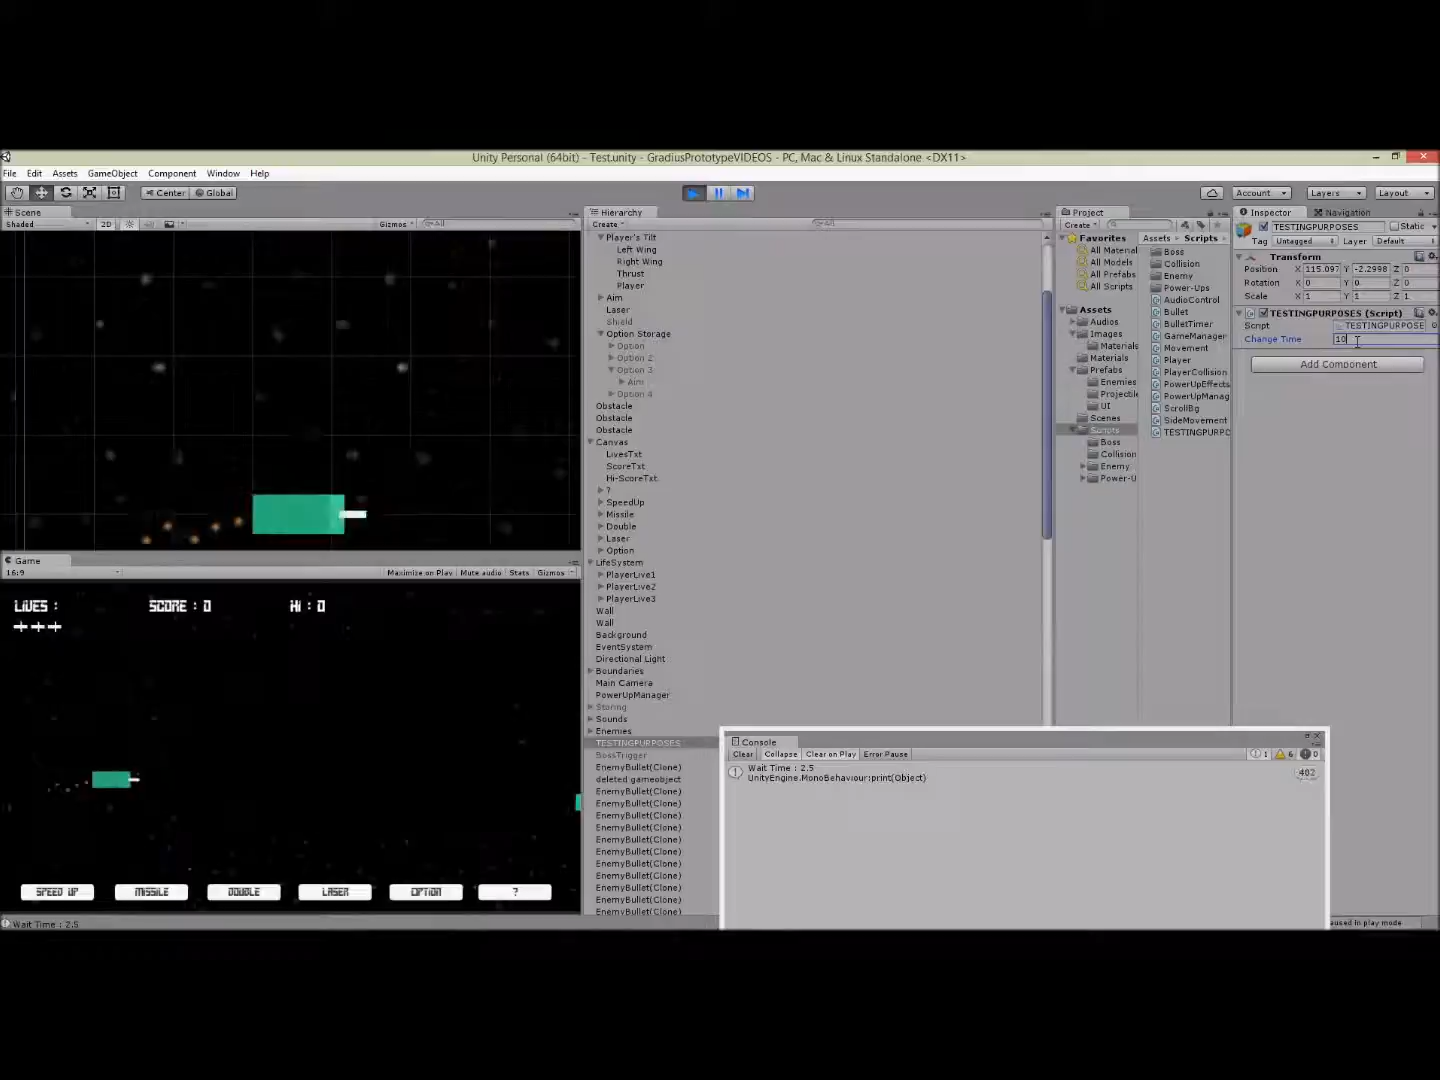 Unity Personal (64bit) - Test.unity - GradiusPrototypeVIDEOS - PC, Mac & Linux Standalone <DX11>
File Edit Assets GameObject Component Window Help
Center Global Account Layers Layout
Scene
Shaded 2D Gizmos All
Hierarchy
Create All
Player's Tilt
Left Wing
Right Wing
Thrust
Player
Aim
Laser
Shield
Option Storage
Option
Option 2
Option 3
Aim
Option 4
Obstacle
Obstacle
Obstacle
Canvas
LivesTxt
ScoreTxt
Hi-ScoreTxt
?
SpeedUp
Missile
Double
Laser
Option
LifeSystem
PlayerLive1
PlayerLive2
PlayerLive3
Wall
Wall
Background
EventSystem
Directional Light
Boundaries
Main Camera
PowerUpManager
Storing
Sounds
Enemies
TESTINGPURPOSES
BossTrigger
EnemyBullet(Clone)
deleted gameobject
EnemyBullet(Clone)
EnemyBullet(Clone)
EnemyBullet(Clone)
EnemyBullet(Clone)
EnemyBullet(Clone)
EnemyBullet(Clone)
EnemyBullet(Clone)
EnemyBullet(Clone)
EnemyBullet(Clone)
EnemyBullet(Clone)
EnemyBullet(Clone)
Project
Create
Favorites
All Material
All Models
All Prefabs
All Scripts
Assets
Audios
Images
Materials
Materials
Prefabs
Enemies
Projectile
UI
Scenes
Scripts
Boss
Collision
Enemy
Power-U
Assets Scripts
Boss
Collision
Enemy
Power-Ups
AudioControl
Bullet
BulletTimer
GameManager
Movement
Player
PlayerCollision
PowerUpEffects
PowerUpManag
ScrollBg
SideMovement
TESTINGPURPO
Inspector Navigation
TESTINGPURPOSES Static
Tag Untagged Layer Default
Transform
Position X 115.097 Y -2.2998 Z 0
Rotation X 0 Y 0 Z 0
Scale X 1 Y 1 Z 1
TESTINGPURPOSES (Script)
Script TESTINGPURPOSE
Change Time 10
Add Component
Game
16:9 Maximize on Play Mute audio Stats Gizmos
LIVES : SCORE : 0 HI : 0
SPEED UP MISSILE DOUBLE LASER OPTION ?
Console
Clear Collapse Clear on Play Error Pause 1 6 0
Wait Time : 2.5
UnityEngine.MonoBehaviour:print(Object) 402
Wait Time : 2.5
aused in play mode